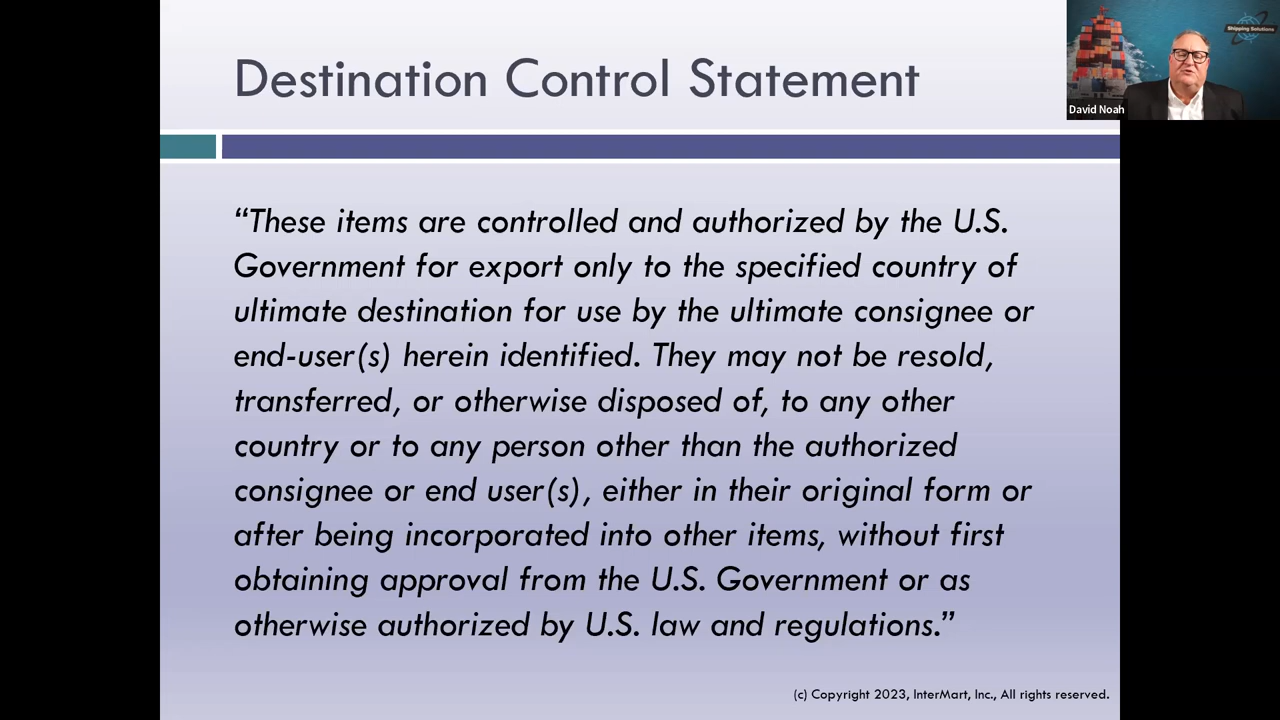 Destination Control Statement
Shipping Solutions
David Noah
“These items are controlled and authorized by the U.S.
Government for export only to the specified country of
ultimate destination for use by the ultimate consignee or
end-user(s) herein identified. They may not be resold,
transferred, or otherwise disposed of, to any other
country or to any person other than the authorized
consignee or end user(s), either in their original form or
after being incorporated into other items, without first
obtaining approval from the U.S. Government or as
otherwise authorized by U.S. law and regulations.”
(c) Copyright 2023, InterMart, Inc., All rights reserved.